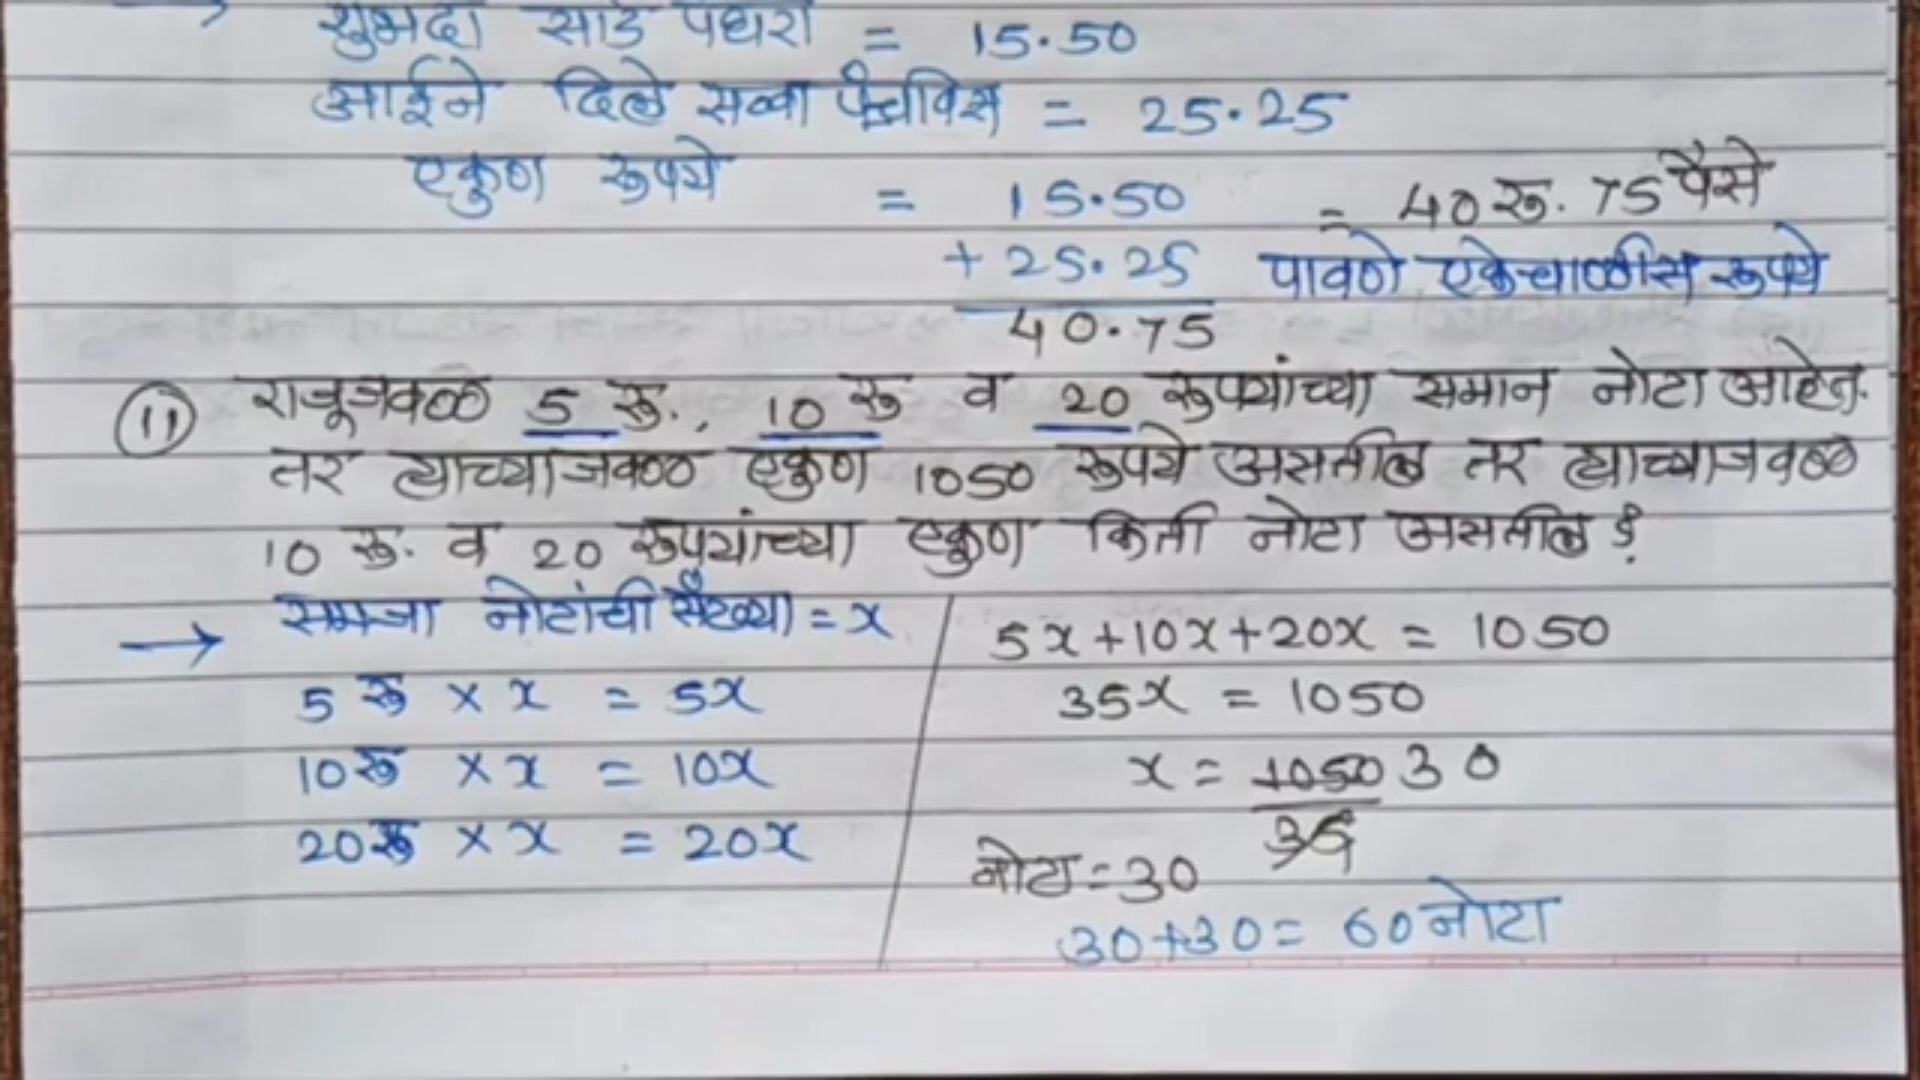 → शुभदा साडे पंधरा = 15.50
आईने दिले सव्वा पंचविस = 25.25
एकुण रुपये = 15.50 = 40 रु. 75 पैसे
+ 25.25 पावणे एकेचाळीस रुपये
40.75
(11) राजूजवळ 5 रु., 10 रु व 20 रुपयांच्या समान नोटा आहेत.
तर त्याच्याजवळ एकुण 1050 रुपये असतील तर त्याच्याजवळ
10 रु. व 20 रुपयांच्या एकुण किती नोटा असतील ?
→ समजा नोटांची संख्या = x
5 रु × x = 5x
10 रु × x = 10x
20 रु × x = 20x
5x + 10x + 20x = 1050
35x = 1050
x = 1050 30
35
नोटा = 30
30 + 30 = 60 नोटा